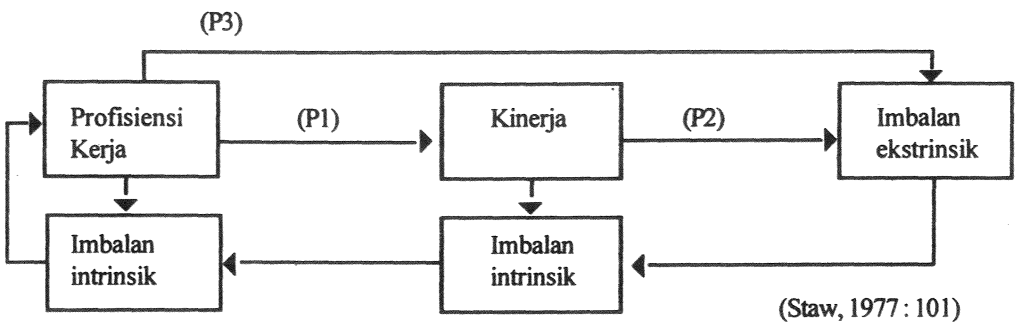 (P3)
Profisiensi
Kerja
(P1)
Kinerja
(P2)
Imbalan
ekstrinsik
Imbalan
intrinsik
Imbalan
intrinsik
(Staw, 1977 : 101)